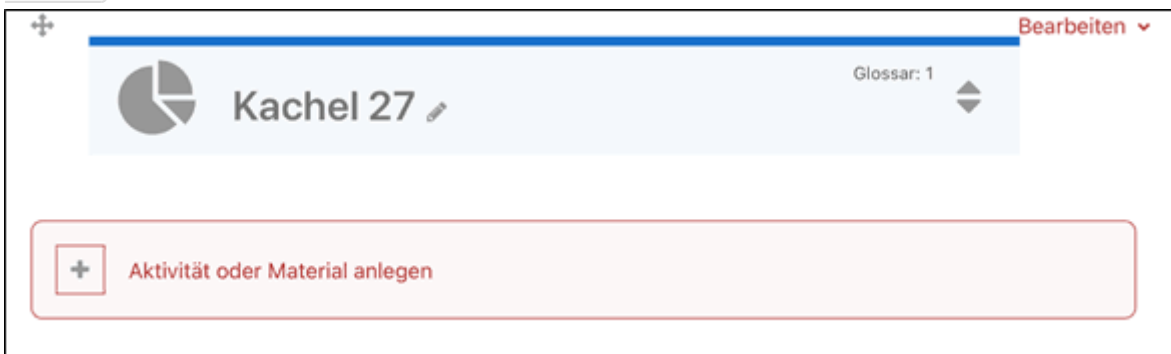 Bearbeiten
Glossar: 1
Kachel 27
Aktivität oder Material anlegen